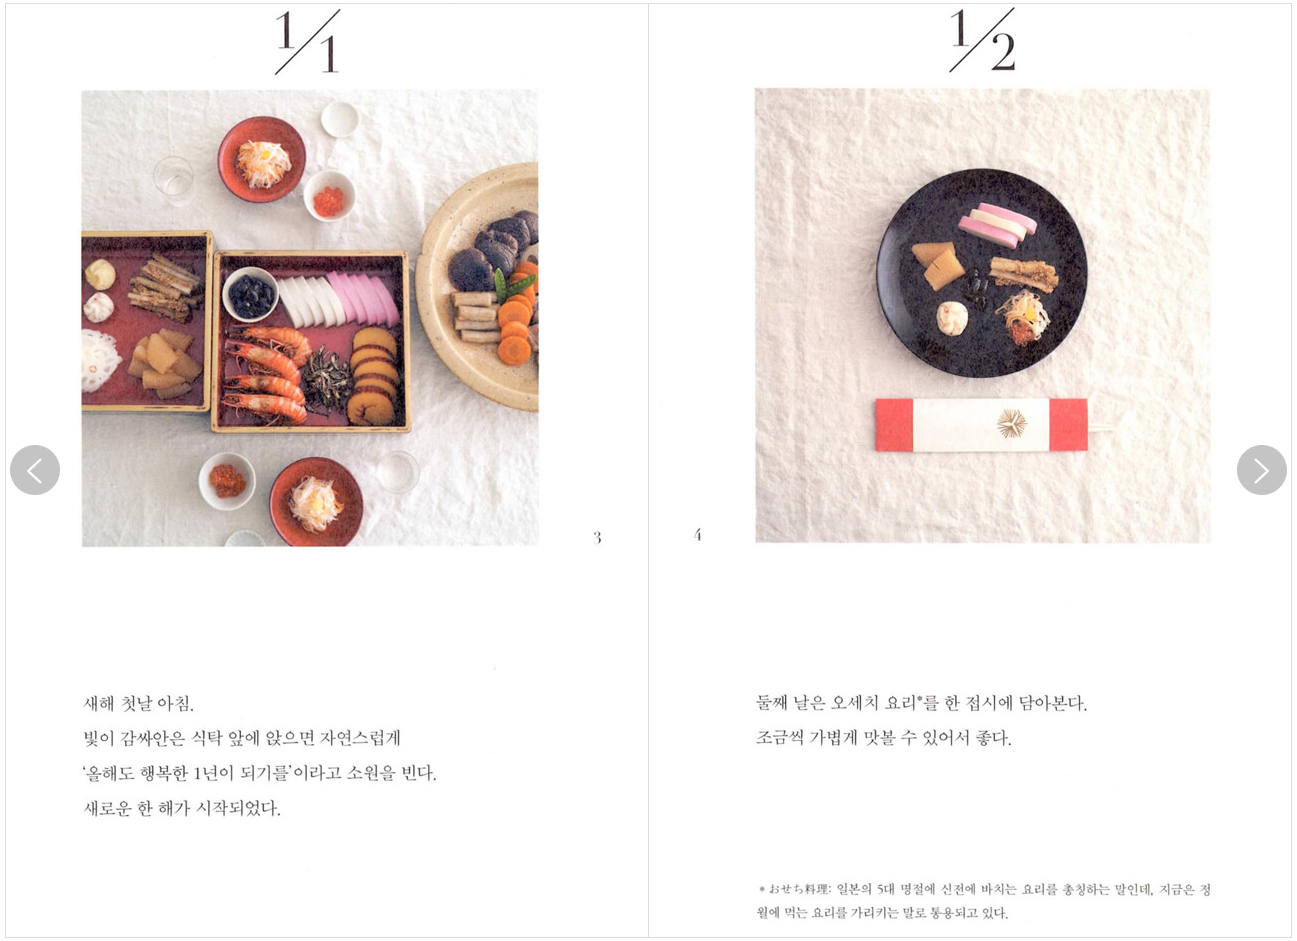 1/1
3
새해 첫날 아침.
빛이 감싸안은 식탁 앞에 앉으면 자연스럽게
‘올해도 행복한 1년이 되기를’이라고 소원을 빈다.
새로운 한 해가 시작되었다.
1/2
4
둘째 날은 오세치 요리*를 한 접시에 담아본다.
조금씩 가볍게 맛볼 수 있어서 좋다.
* おせち料理: 일본의 5대 명절에 신전에 바치는 요리를 총칭하는 말인데, 지금은 정
월에 먹는 요리를 가리키는 말로 통용되고 있다.